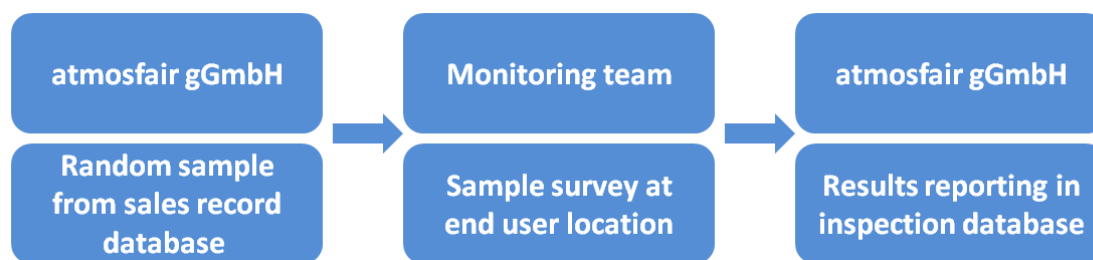 atmosfair gGmbH
Random sample
from sales record
database
Monitoring team
Sample survey at
end user location
atmosfair gGmbH
Results reporting in
inspection database